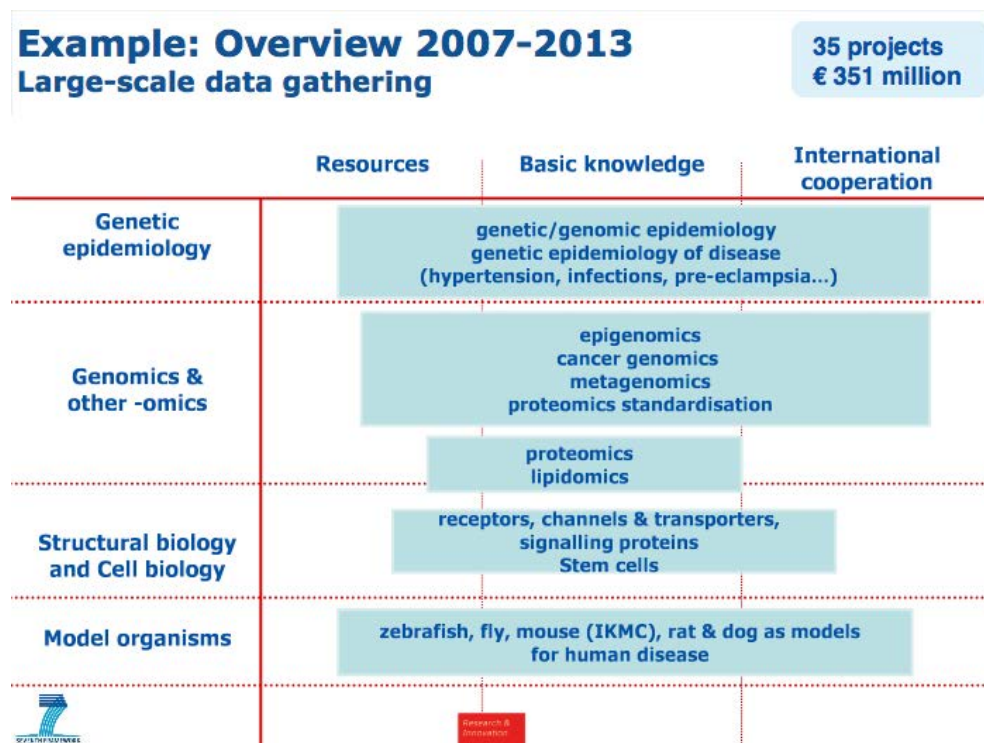 Example: Overview 2007-2013
Large-scale data gathering
35 projects
€ 351 million
Resources
Basic knowledge
International
cooperation
Genetic
epidemiology
genetic/genomic epidemiology
genetic epidemiology of disease
(hypertension, infections, pre-eclampsia...)
Genomics &
other -omics
epigenomics
cancer genomics
metagenomics
proteomics standardisation
proteomics
lipidomics
Structural biology
and Cell biology
receptors, channels & transporters,
signalling proteins
Stem cells
Model organisms
zebrafish, fly, mouse (IKMC), rat & dog as models
for human disease
SEVENTH FRAMEWORK
Research &
Innovation